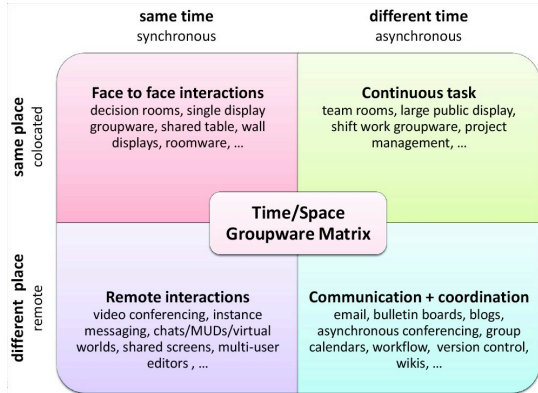 same time
synchronous
different time
asynchronous
same place
colocated
Face to face interactions
decision rooms, single display
groupware, shared table, wall
displays, roomware, ...
Continuous task
team rooms, large public display,
shift work groupware, project
management, ...
Time/Space
Groupware Matrix
different place
remote
Remote interactions
video conferencing, instance
messaging, chats/MUDs/virtual
worlds, shared screens, multi-user
editors , ...
Communication + coordination
email, bulletin boards, blogs,
asynchronous conferencing, group
calendars, workflow, version control,
wikis, ...